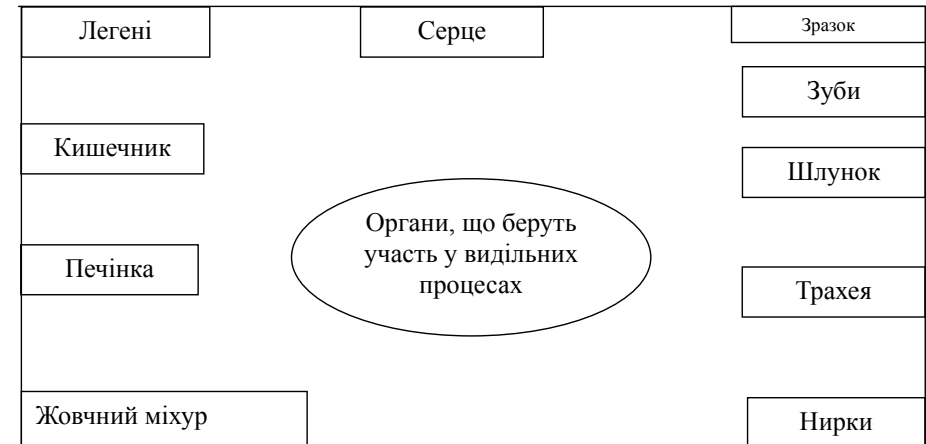 Легені
Серце
Зразок
Зуби
Кишечник
Шлунок
Органи, що беруть
участь у видільних
процесах
Печінка
Трахея
Жовчний міхур
Нирки